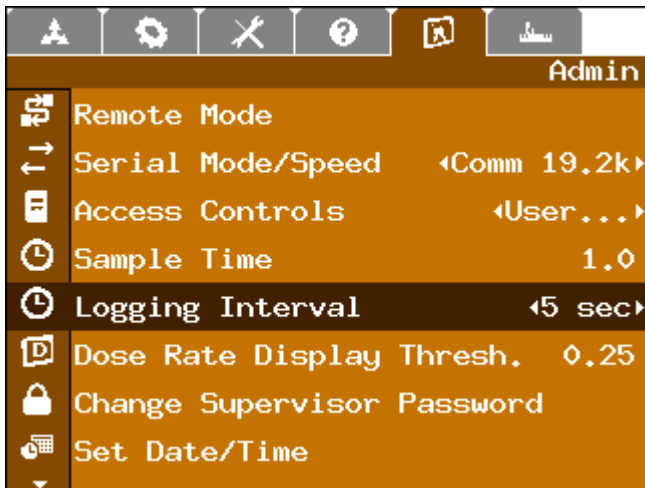 Admin
Remote Mode
Serial Mode/Speed Comm 19.2k
Access Controls User...
Sample Time 1.0
Logging Interval 5 sec
Dose Rate Display Thresh. 0.25
Change Supervisor Password
Set Date/Time